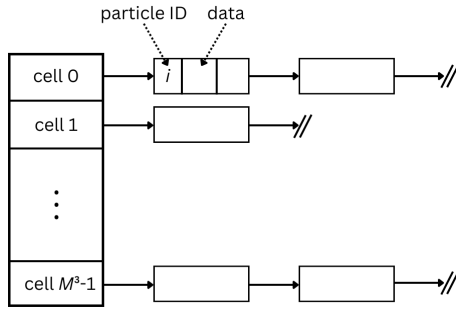 particle ID data
cell 0
i
cell 1
⋮
cell M³-1